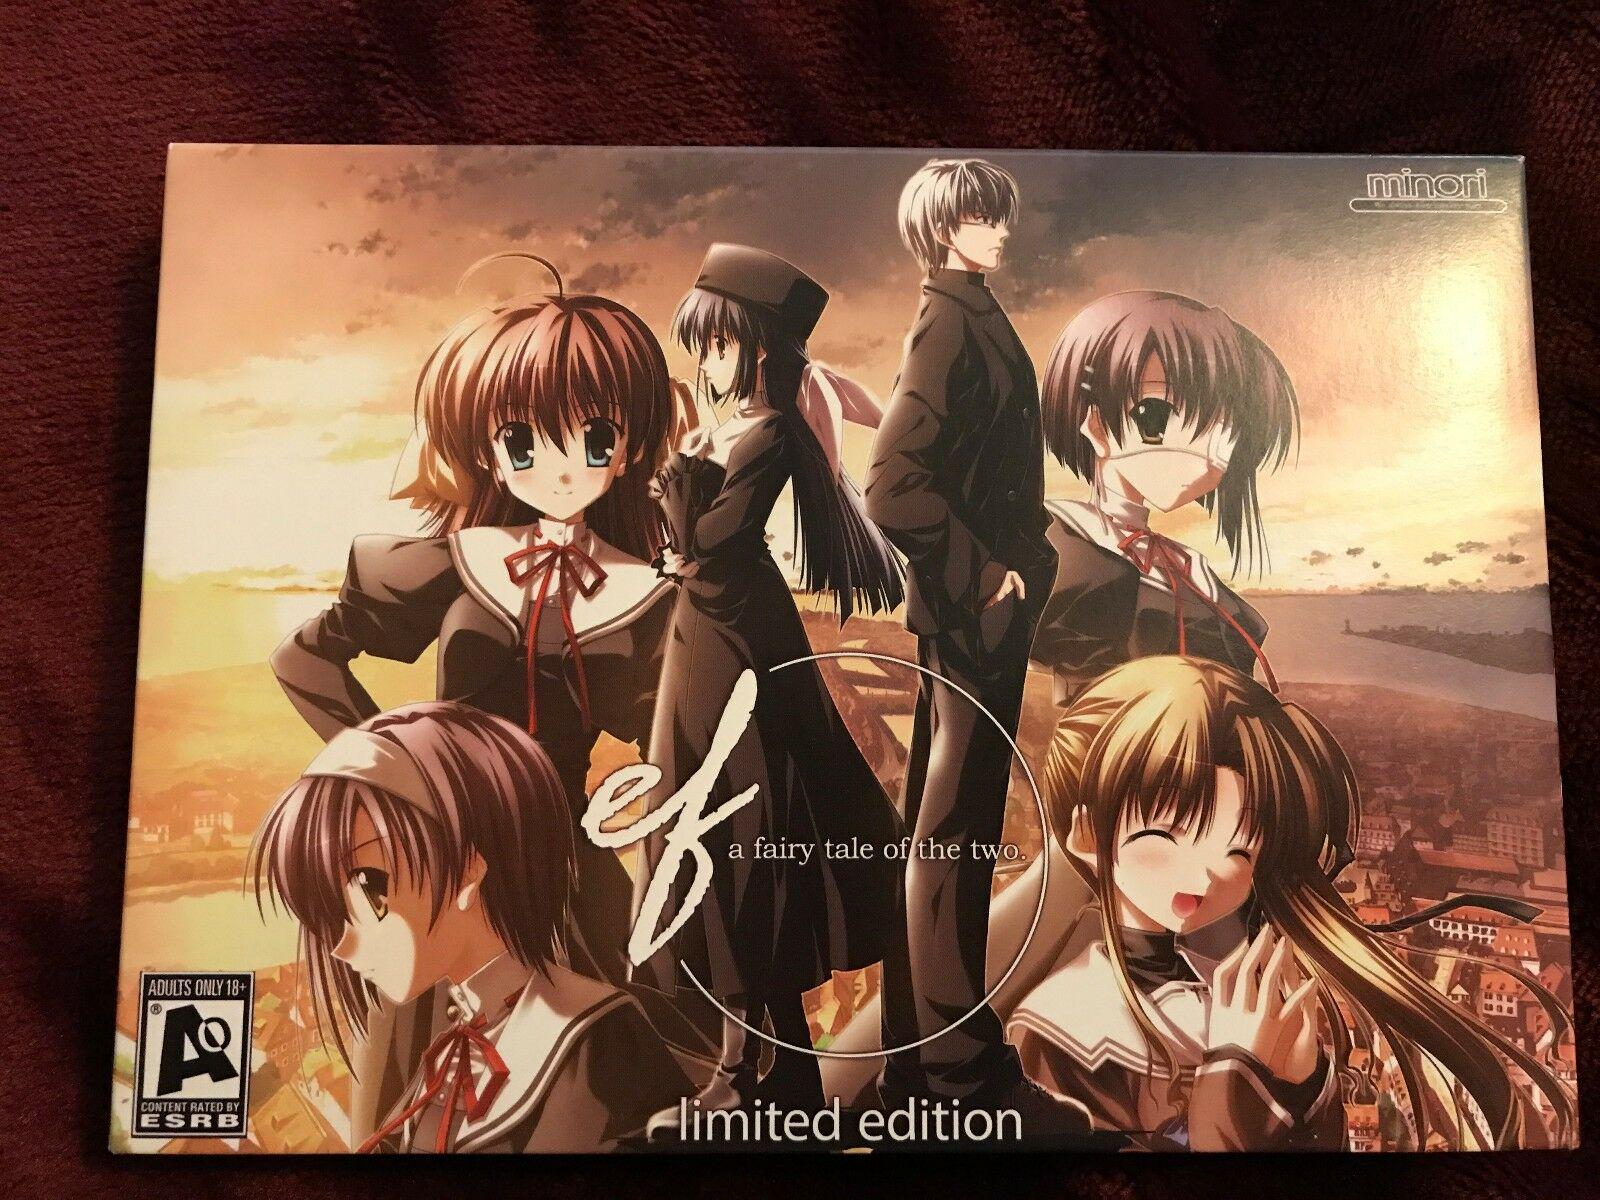 minori
ef
a fairy tale of the two.
ADULTS ONLY 18+
AO
®
CONTENT RATED BY
ESRB
limited edition